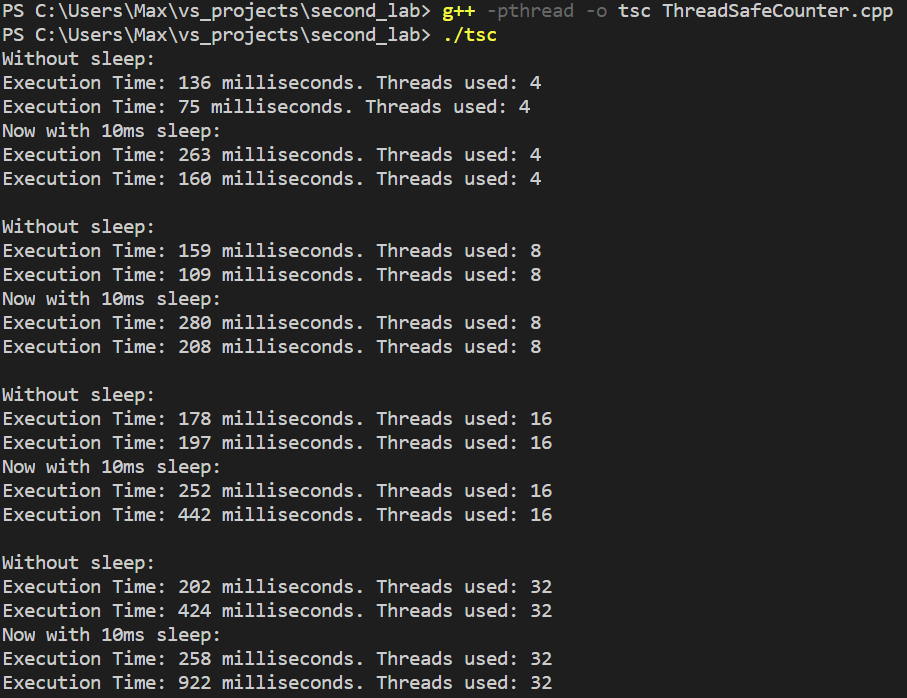 PS C:\Users\Max\vs_projects\second_lab> g++ -pthread -o tsc ThreadSafeCounter.cpp
PS C:\Users\Max\vs_projects\second_lab> ./tsc
Without sleep:
Execution Time: 136 milliseconds. Threads used: 4
Execution Time: 75 milliseconds. Threads used: 4
Now with 10ms sleep:
Execution Time: 263 milliseconds. Threads used: 4
Execution Time: 160 milliseconds. Threads used: 4

Without sleep:
Execution Time: 159 milliseconds. Threads used: 8
Execution Time: 109 milliseconds. Threads used: 8
Now with 10ms sleep:
Execution Time: 280 milliseconds. Threads used: 8
Execution Time: 208 milliseconds. Threads used: 8

Without sleep:
Execution Time: 178 milliseconds. Threads used: 16
Execution Time: 197 milliseconds. Threads used: 16
Now with 10ms sleep:
Execution Time: 252 milliseconds. Threads used: 16
Execution Time: 442 milliseconds. Threads used: 16

Without sleep:
Execution Time: 202 milliseconds. Threads used: 32
Execution Time: 424 milliseconds. Threads used: 32
Now with 10ms sleep:
Execution Time: 258 milliseconds. Threads used: 32
Execution Time: 922 milliseconds. Threads used: 32